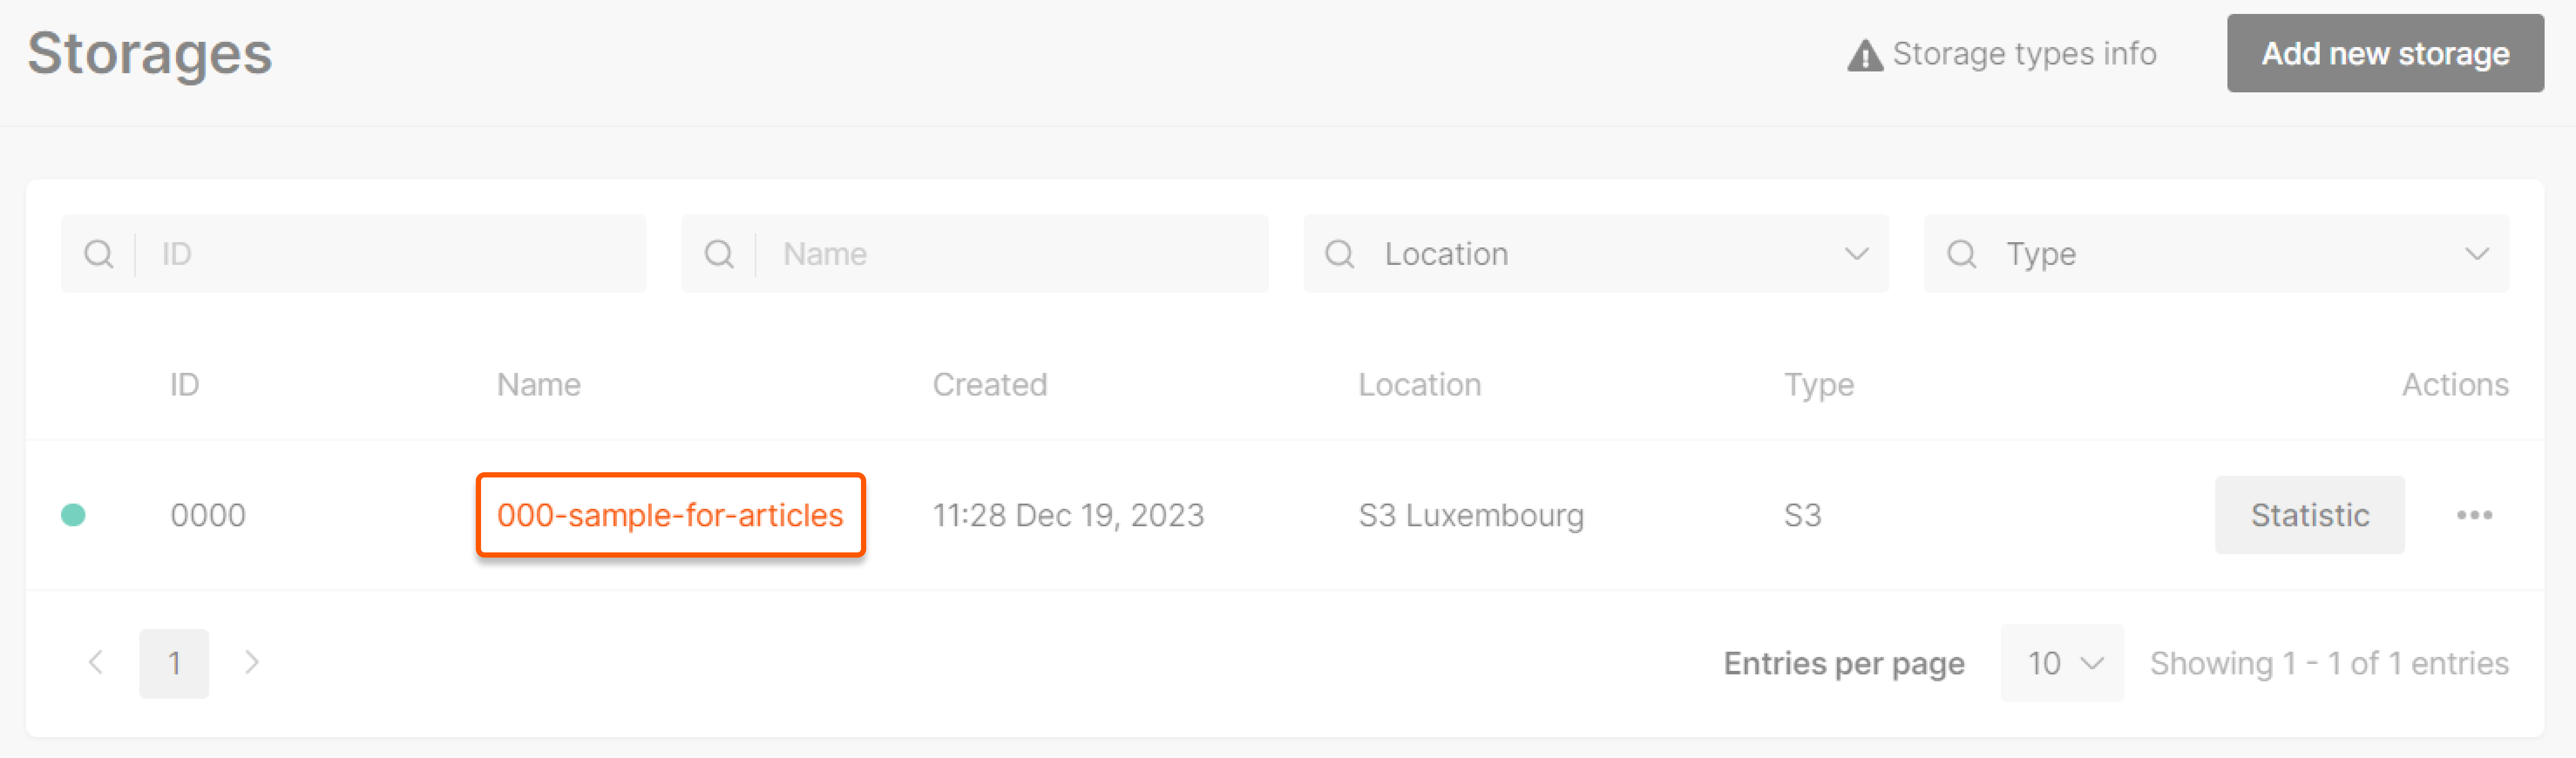 Storages
Storage types info
Add new storage
ID
Name
Location
Type
ID Name Created Location Type Actions
0000 000-sample-for-articles 11:28 Dec 19, 2023 S3 Luxembourg S3 Statistic
1
Entries per page 10 Showing 1 - 1 of 1 entries